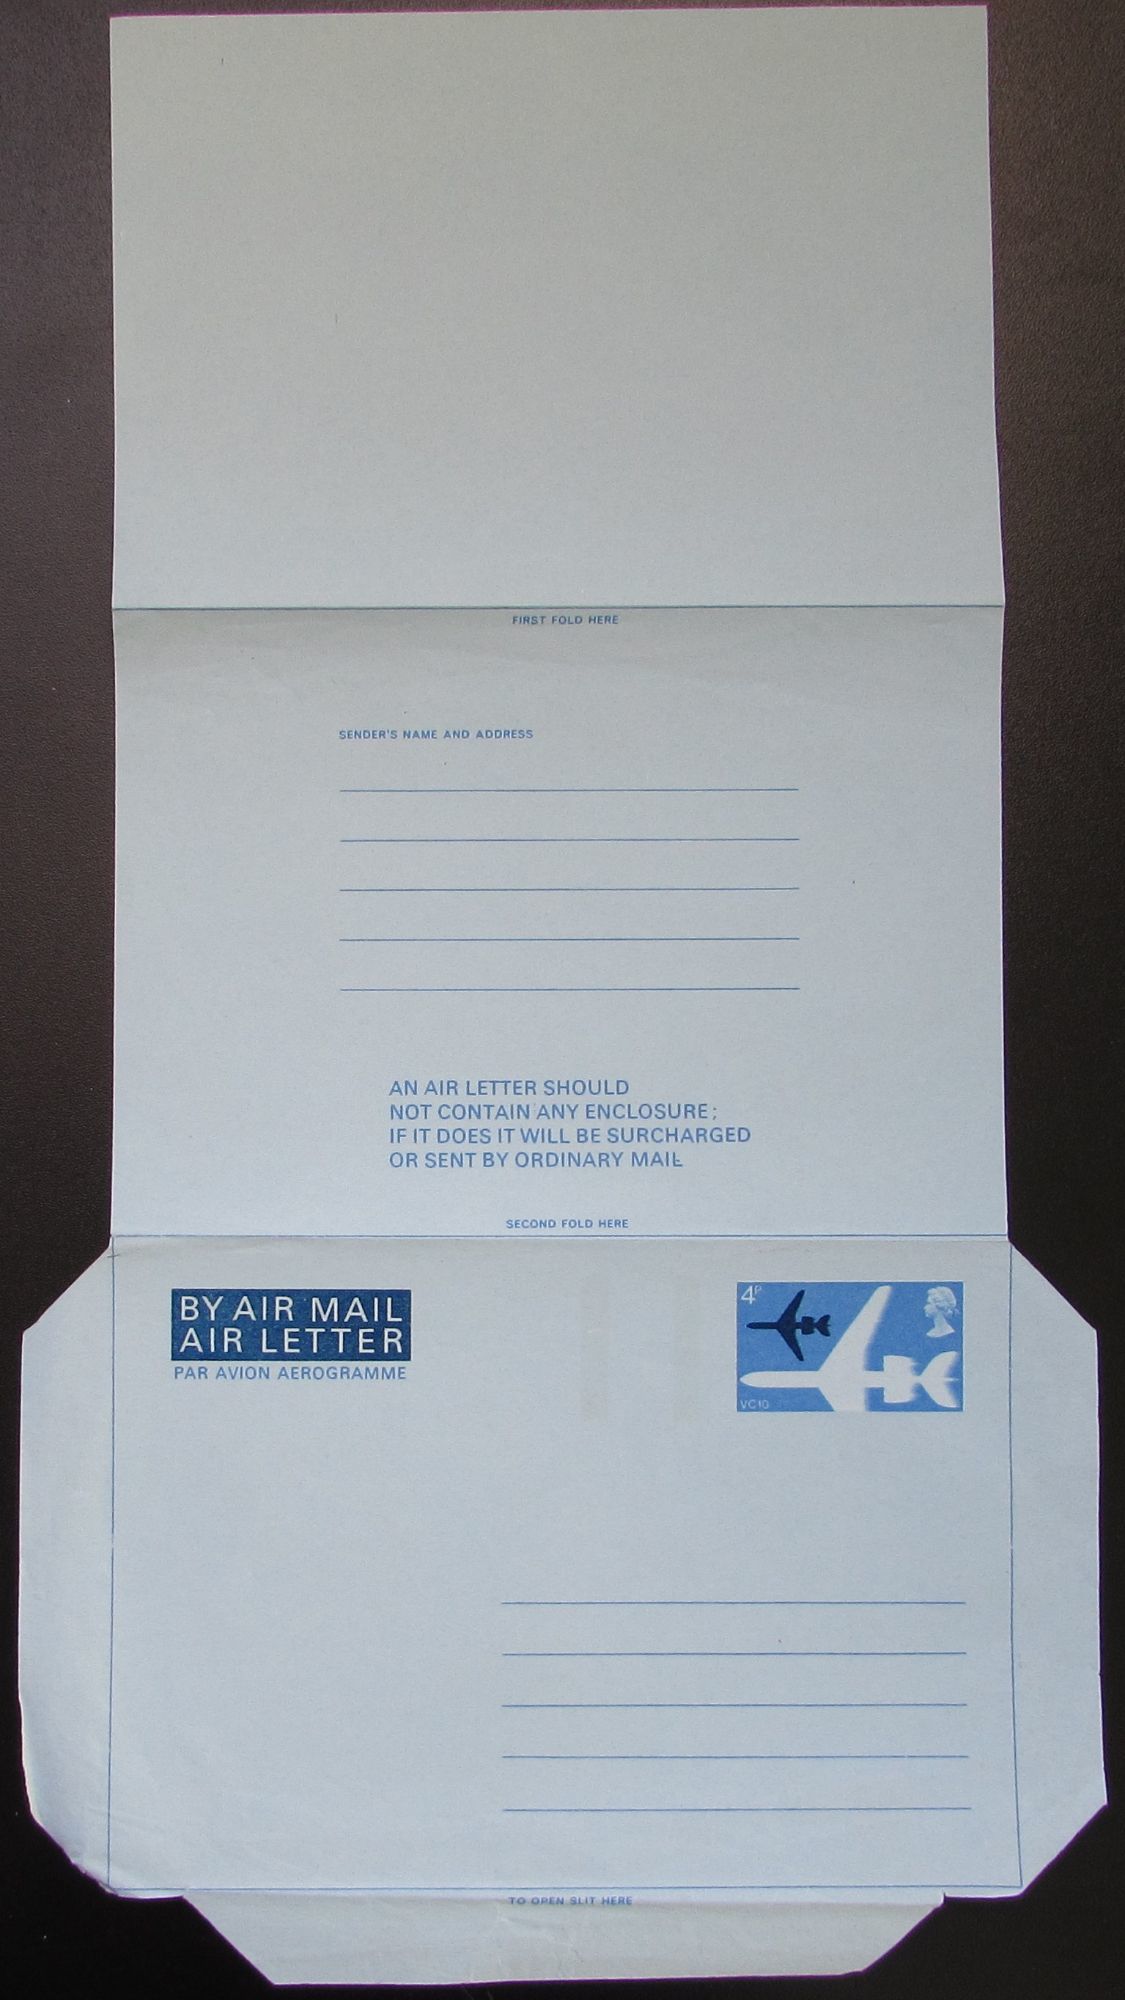 FIRST FOLD HERE
SENDER'S NAME AND ADDRESS
AN AIR LETTER SHOULD
NOT CONTAIN ANY ENCLOSURE;
IF IT DOES IT WILL BE SURCHARGED
OR SENT BY ORDINARY MAIL
SECOND FOLD HERE
BY AIR MAIL
AIR LETTER
PAR AVION AEROGRAMME
4P
VC10
TO OPEN SLIT HERE